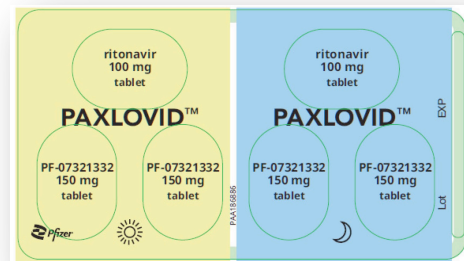 ritonavir
100 mg
tablet
PAXLOVID™
PF-07321332
150 mg
tablet
PF-07321332
150 mg
tablet
Pfizer
PAA186886
ritonavir
100 mg
tablet
PAXLOVID™
PF-07321332
150 mg
tablet
PF-07321332
150 mg
tablet
EXP
Lot